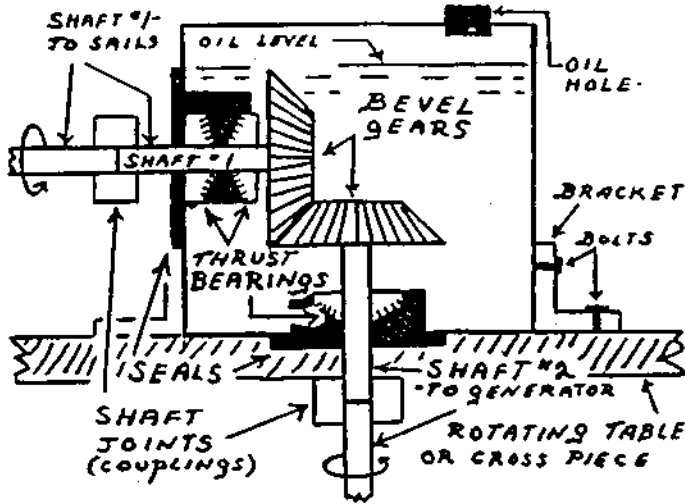 SHAFT #1-
TO SAILS
OIL LEVEL
OIL
HOLE-
BEVEL
GEARS
SHAFT #1
BRACKET
BOLTS
THRUST
BEARINGS
SEALS
SHAFT #2
-TO GENERATOR
SHAFT
JOINTS
(COUPLINGS)
ROTATING TABLE
OR CROSS PIECE